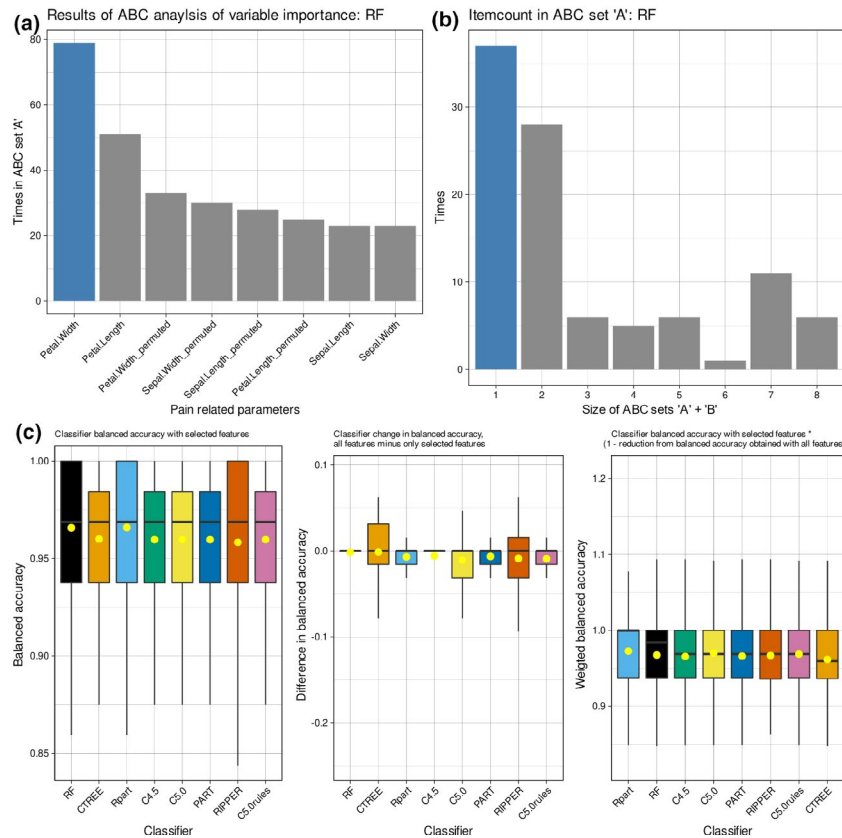 (a) Results of ABC anaylsis of variable importance: RF
Times in ABC set 'A'
80
60
40
20
0
Petal.Width
Petal.Length
Petal.Width_permuted
Sepal.Width_permuted
Sepal.Length_permuted
Petal.Length_permuted
Sepal.Length
Sepal.Width
Pain related parameters
(b) Itemcount in ABC set 'A': RF
Times
30
20
10
0
1 2 3 4 5 6 7 8
Size of ABC sets 'A' + 'B'
(c)
Classifier balanced accuracy with selected features
Balanced accuracy
1.00
0.95
0.90
0.85
RF CTREE Rpart C4.5 C5.0 PART RIPPER C5.0rules
Classifier
Classifier change in balanced accuracy,
all features minus only selected features
Difference in balanced accuracy
0.1
0.0
-0.1
-0.2
RF CTREE Rpart C4.5 C5.0 PART RIPPER C5.0rules
Classifier
Classifier balanced accuracy with selected features *
(1 - reduction from balanced accuracy obtained with all features
Weigted balanced accuracy
1.2
1.1
1.0
0.9
Rpart RF C4.5 C5.0 PART RIPPER C5.0rules CTREE
Classifier